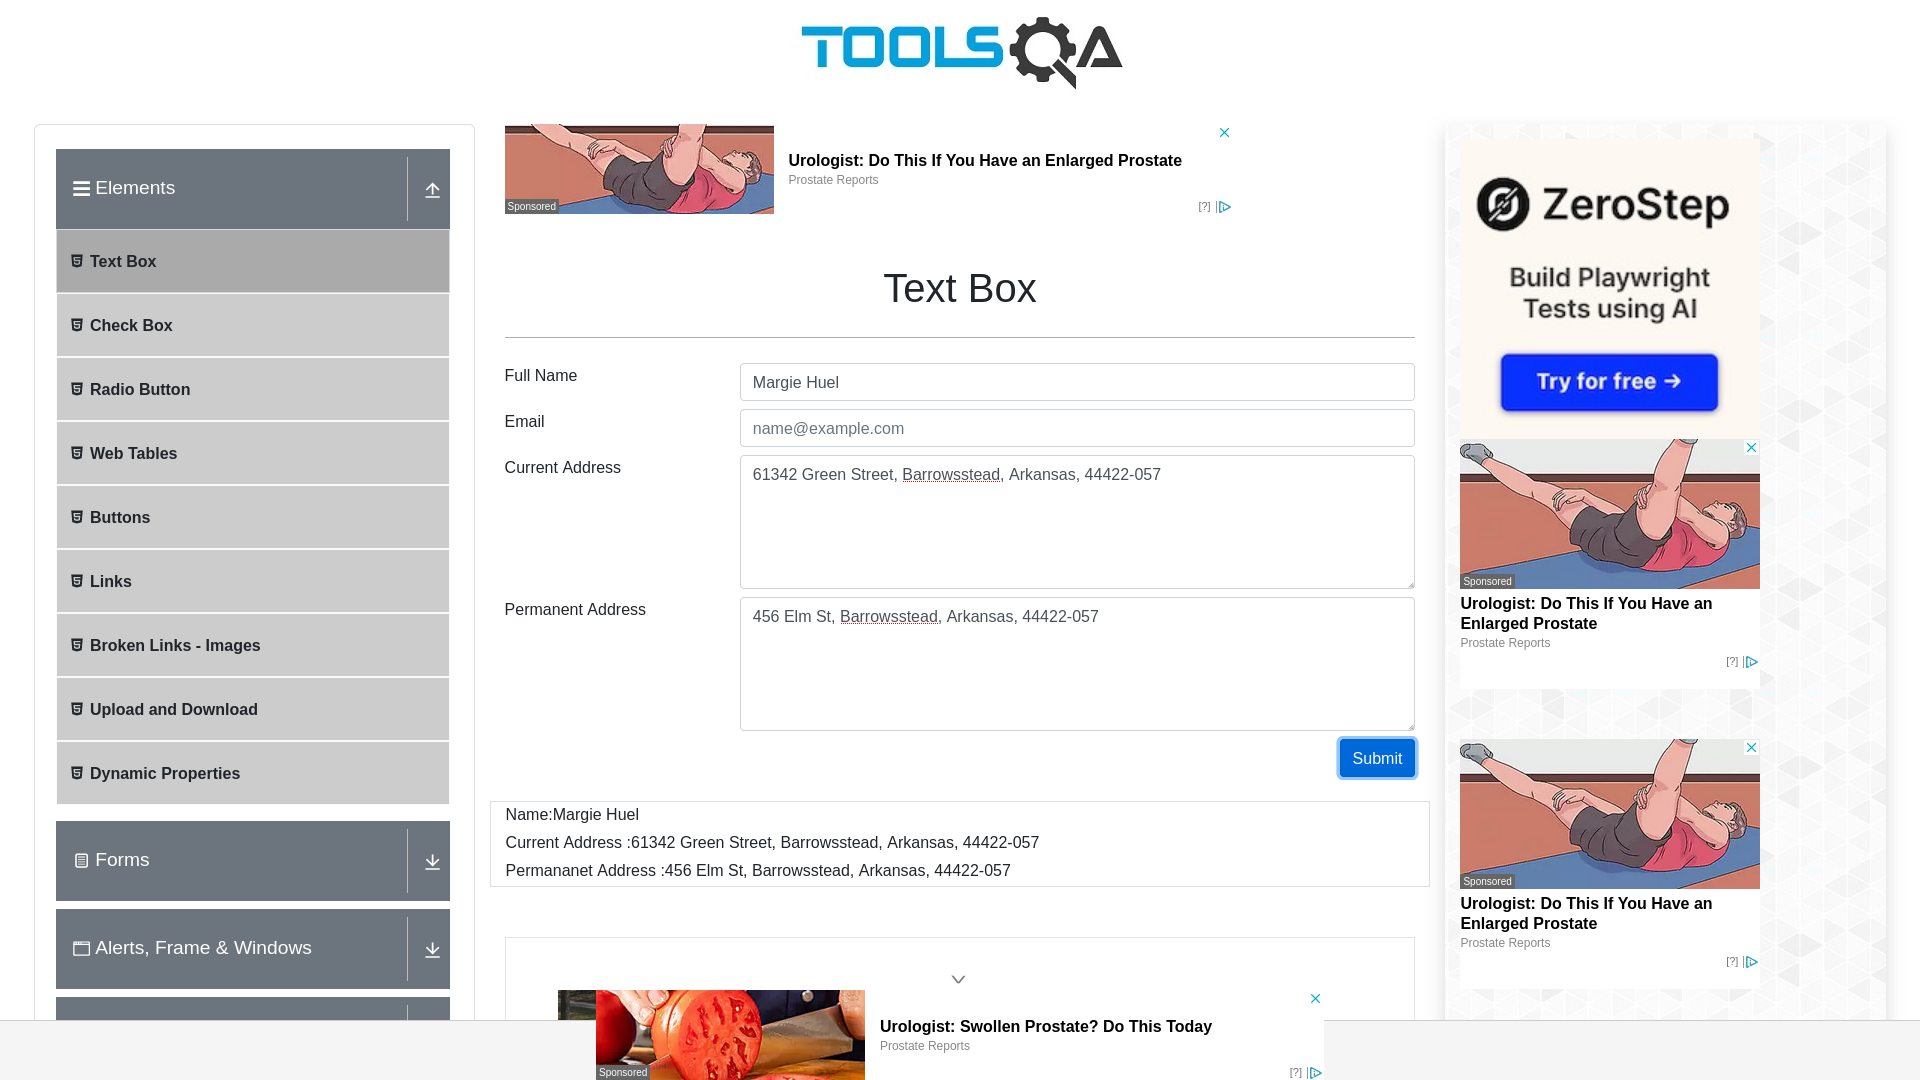 TOOLSQA
Elements
Text Box
Check Box
Radio Button
Web Tables
Buttons
Links
Broken Links - Images
Upload and Download
Dynamic Properties
Forms
Alerts, Frame & Windows
Sponsored
Urologist: Do This If You Have an Enlarged Prostate
Prostate Reports
[?]
Text Box
Full Name
Margie Huel
Email
name@example.com
Current Address
61342 Green Street, Barrowsstead, Arkansas, 44422-057
Permanent Address
456 Elm St, Barrowsstead, Arkansas, 44422-057
Submit
Name:Margie Huel
Current Address :61342 Green Street, Barrowsstead, Arkansas, 44422-057
Permananet Address :456 Elm St, Barrowsstead, Arkansas, 44422-057
Sponsored
Urologist: Swollen Prostate? Do This Today
Prostate Reports
[?]
ZeroStep
Build Playwright
Tests using AI
Try for free →
Sponsored
Urologist: Do This If You Have an
Enlarged Prostate
Prostate Reports
[?]
Sponsored
Urologist: Do This If You Have an
Enlarged Prostate
Prostate Reports
[?]